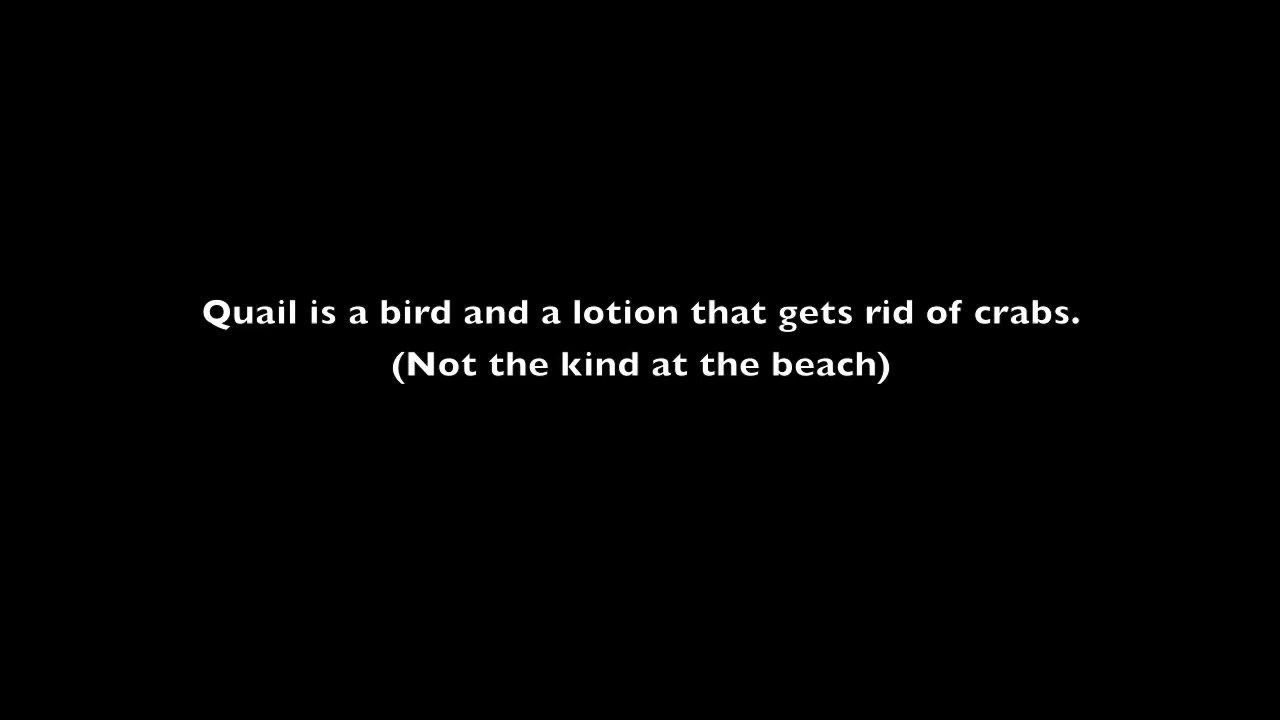 Quail is a bird and a lotion that gets rid of crabs.
(Not the kind at the beach)